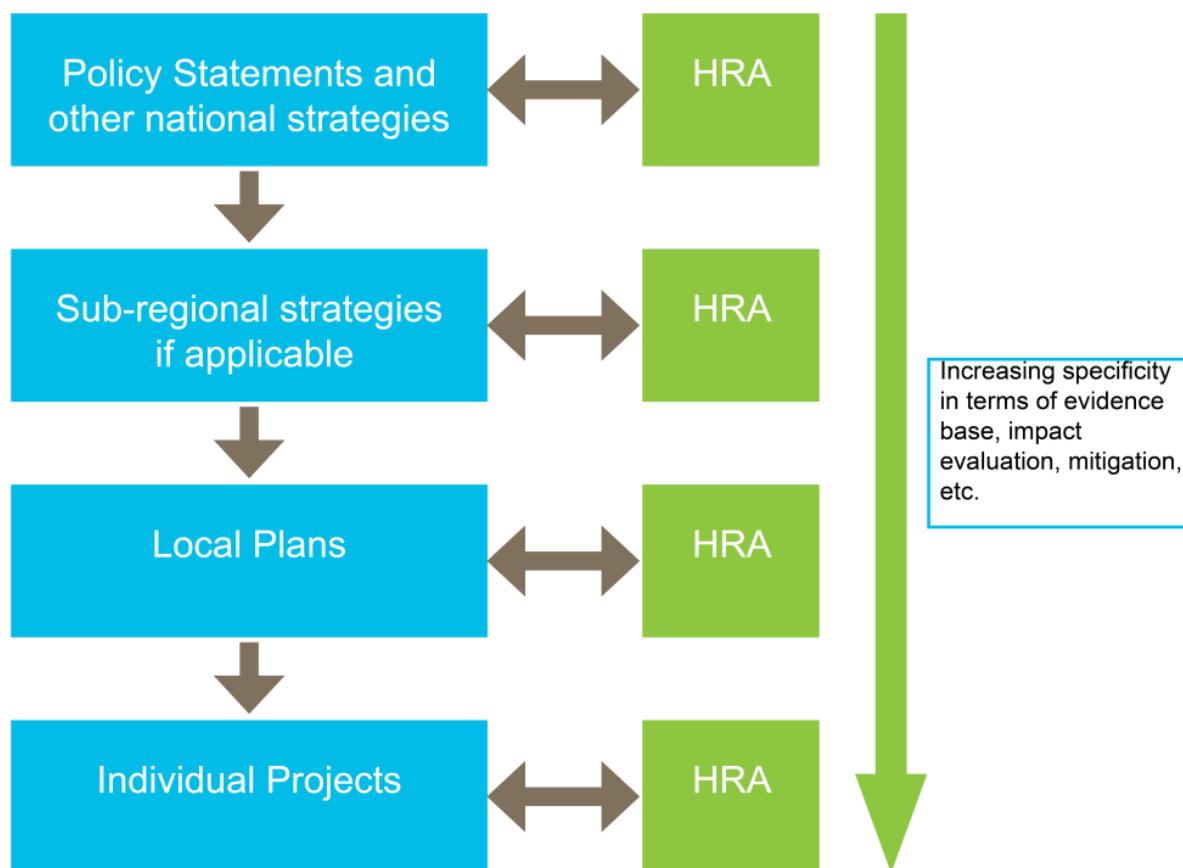 Policy Statements and
other national strategies
HRA
Sub-regional strategies
if applicable
HRA
Local Plans
HRA
Individual Projects
HRA
Increasing specificity
in terms of evidence
base, impact
evaluation, mitigation,
etc.